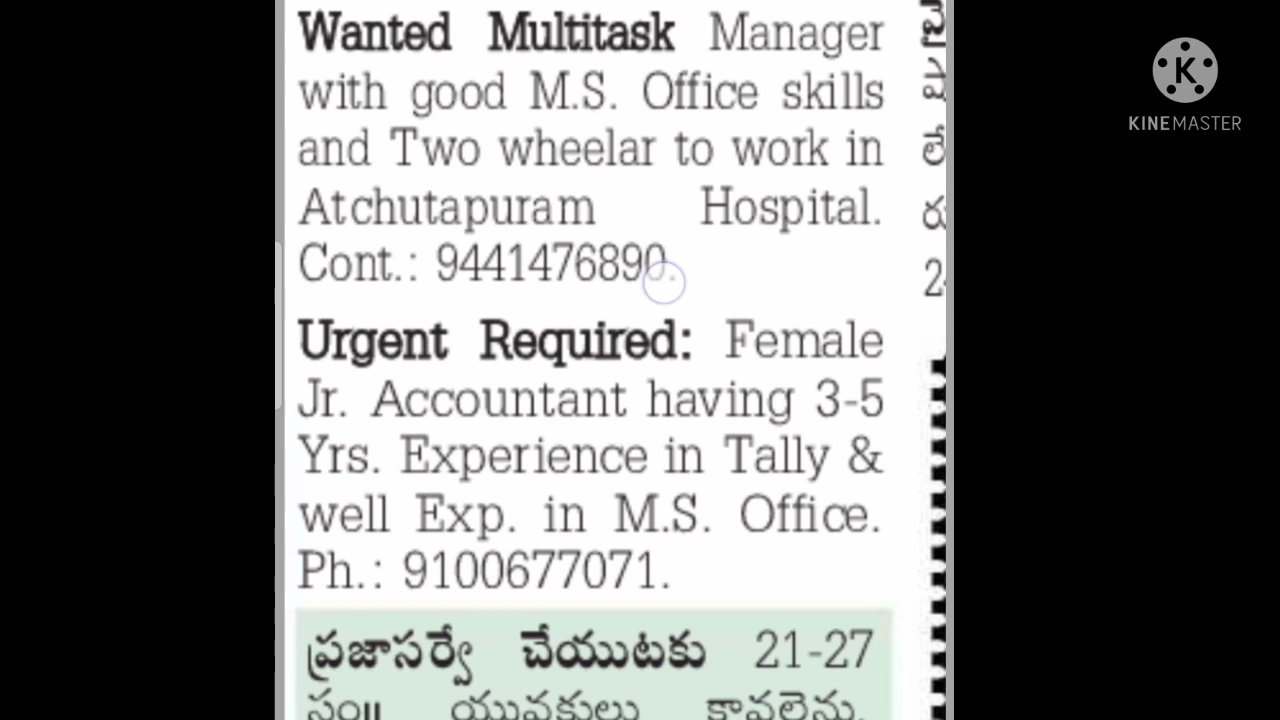 Wanted Multitask Manager
with good M.S. Office skills
and Two wheelar to work in
Atchutapuram Hospital.
Cont.: 9441476890.
Urgent Required: Female
Jr. Accountant having 3-5
Yrs. Experience in Tally &
well Exp. in M.S. Office.
Ph.: 9100677071.
ప్రజాసర్వే చేయుటకు 21-27
సం॥ యువకులు కావలెను.
KINEMASTER